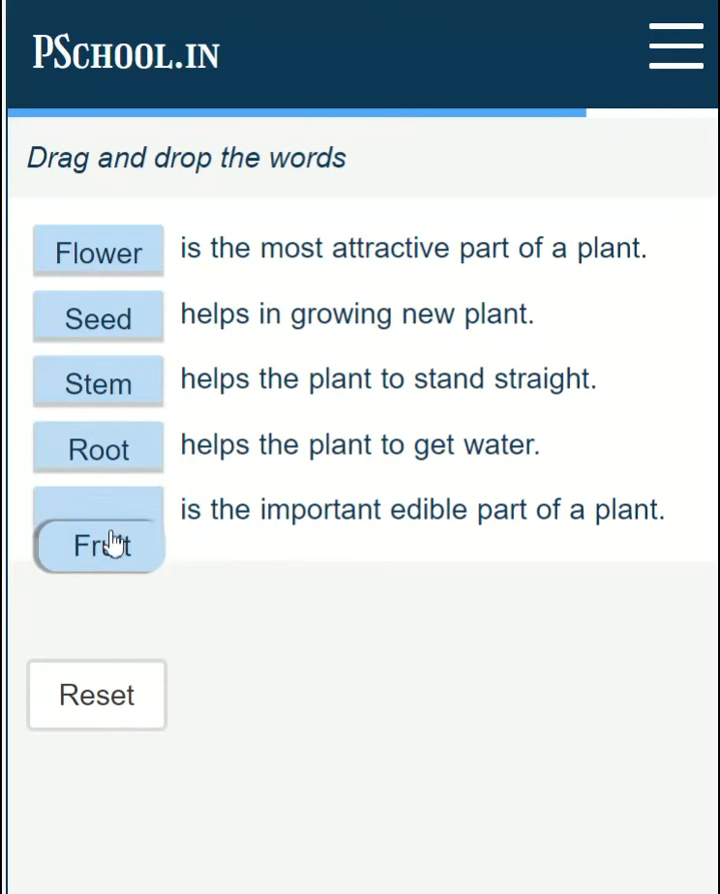 PSCHOOL.IN
Drag and drop the words
Flower is the most attractive part of a plant.
Seed helps in growing new plant.
Stem helps the plant to stand straight.
Root helps the plant to get water.
is the important edible part of a plant.
Fruit
Reset